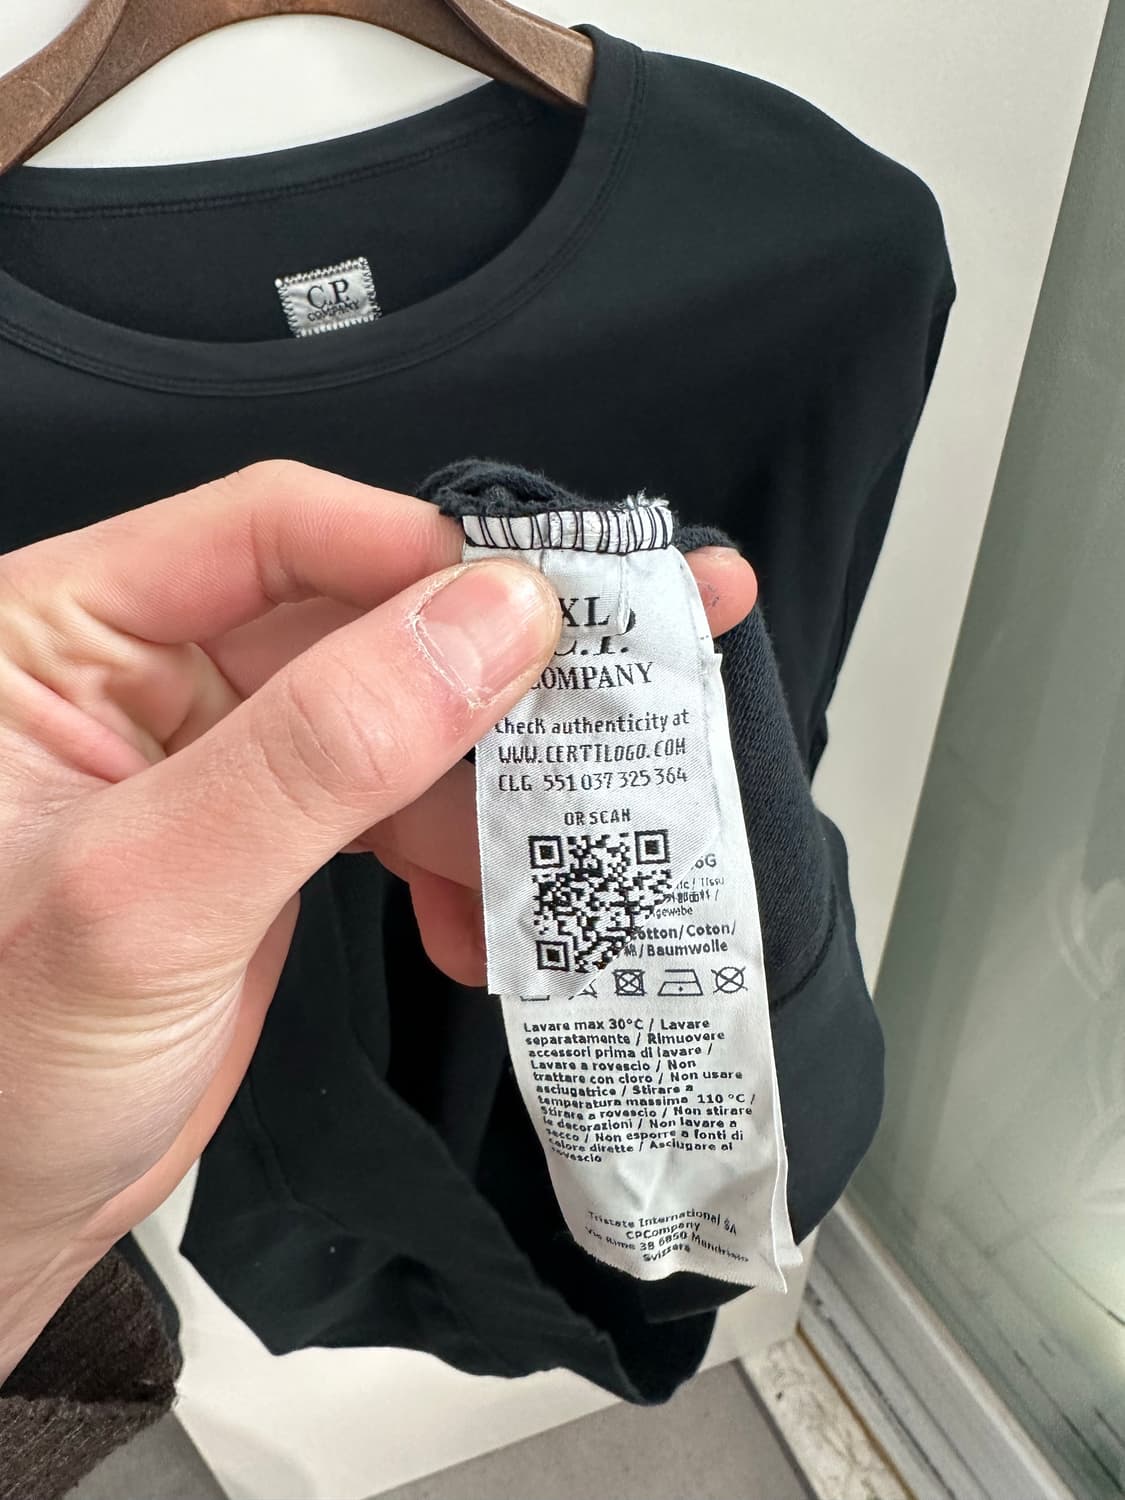 C.P.
COMPANY
XL
C.P.
COMPANY
Check authenticity at
WWW.CERTILOGO.COM
CLG 551 037 325 364
OR SCAN
Tissu
gewebe
Cotton/Coton/
/Baumwolle
Lavare max 30°C / Lavare
separatamente / Rimuovere
accessori prima di lavare /
Lavare a rovescio / Non
trattare con cloro / Non usare
asciugatrice / Stirare a
temperatura massima 110 °C /
Stirare a rovescio / Non stirare
le decorazioni / Non lavare a
secco / Non esporre a fonti di
calore dirette / Asciugare al
rovescio
Tristate International SA
CPCompany
Via Rime 38 6850 Mendrisio
Svizzera